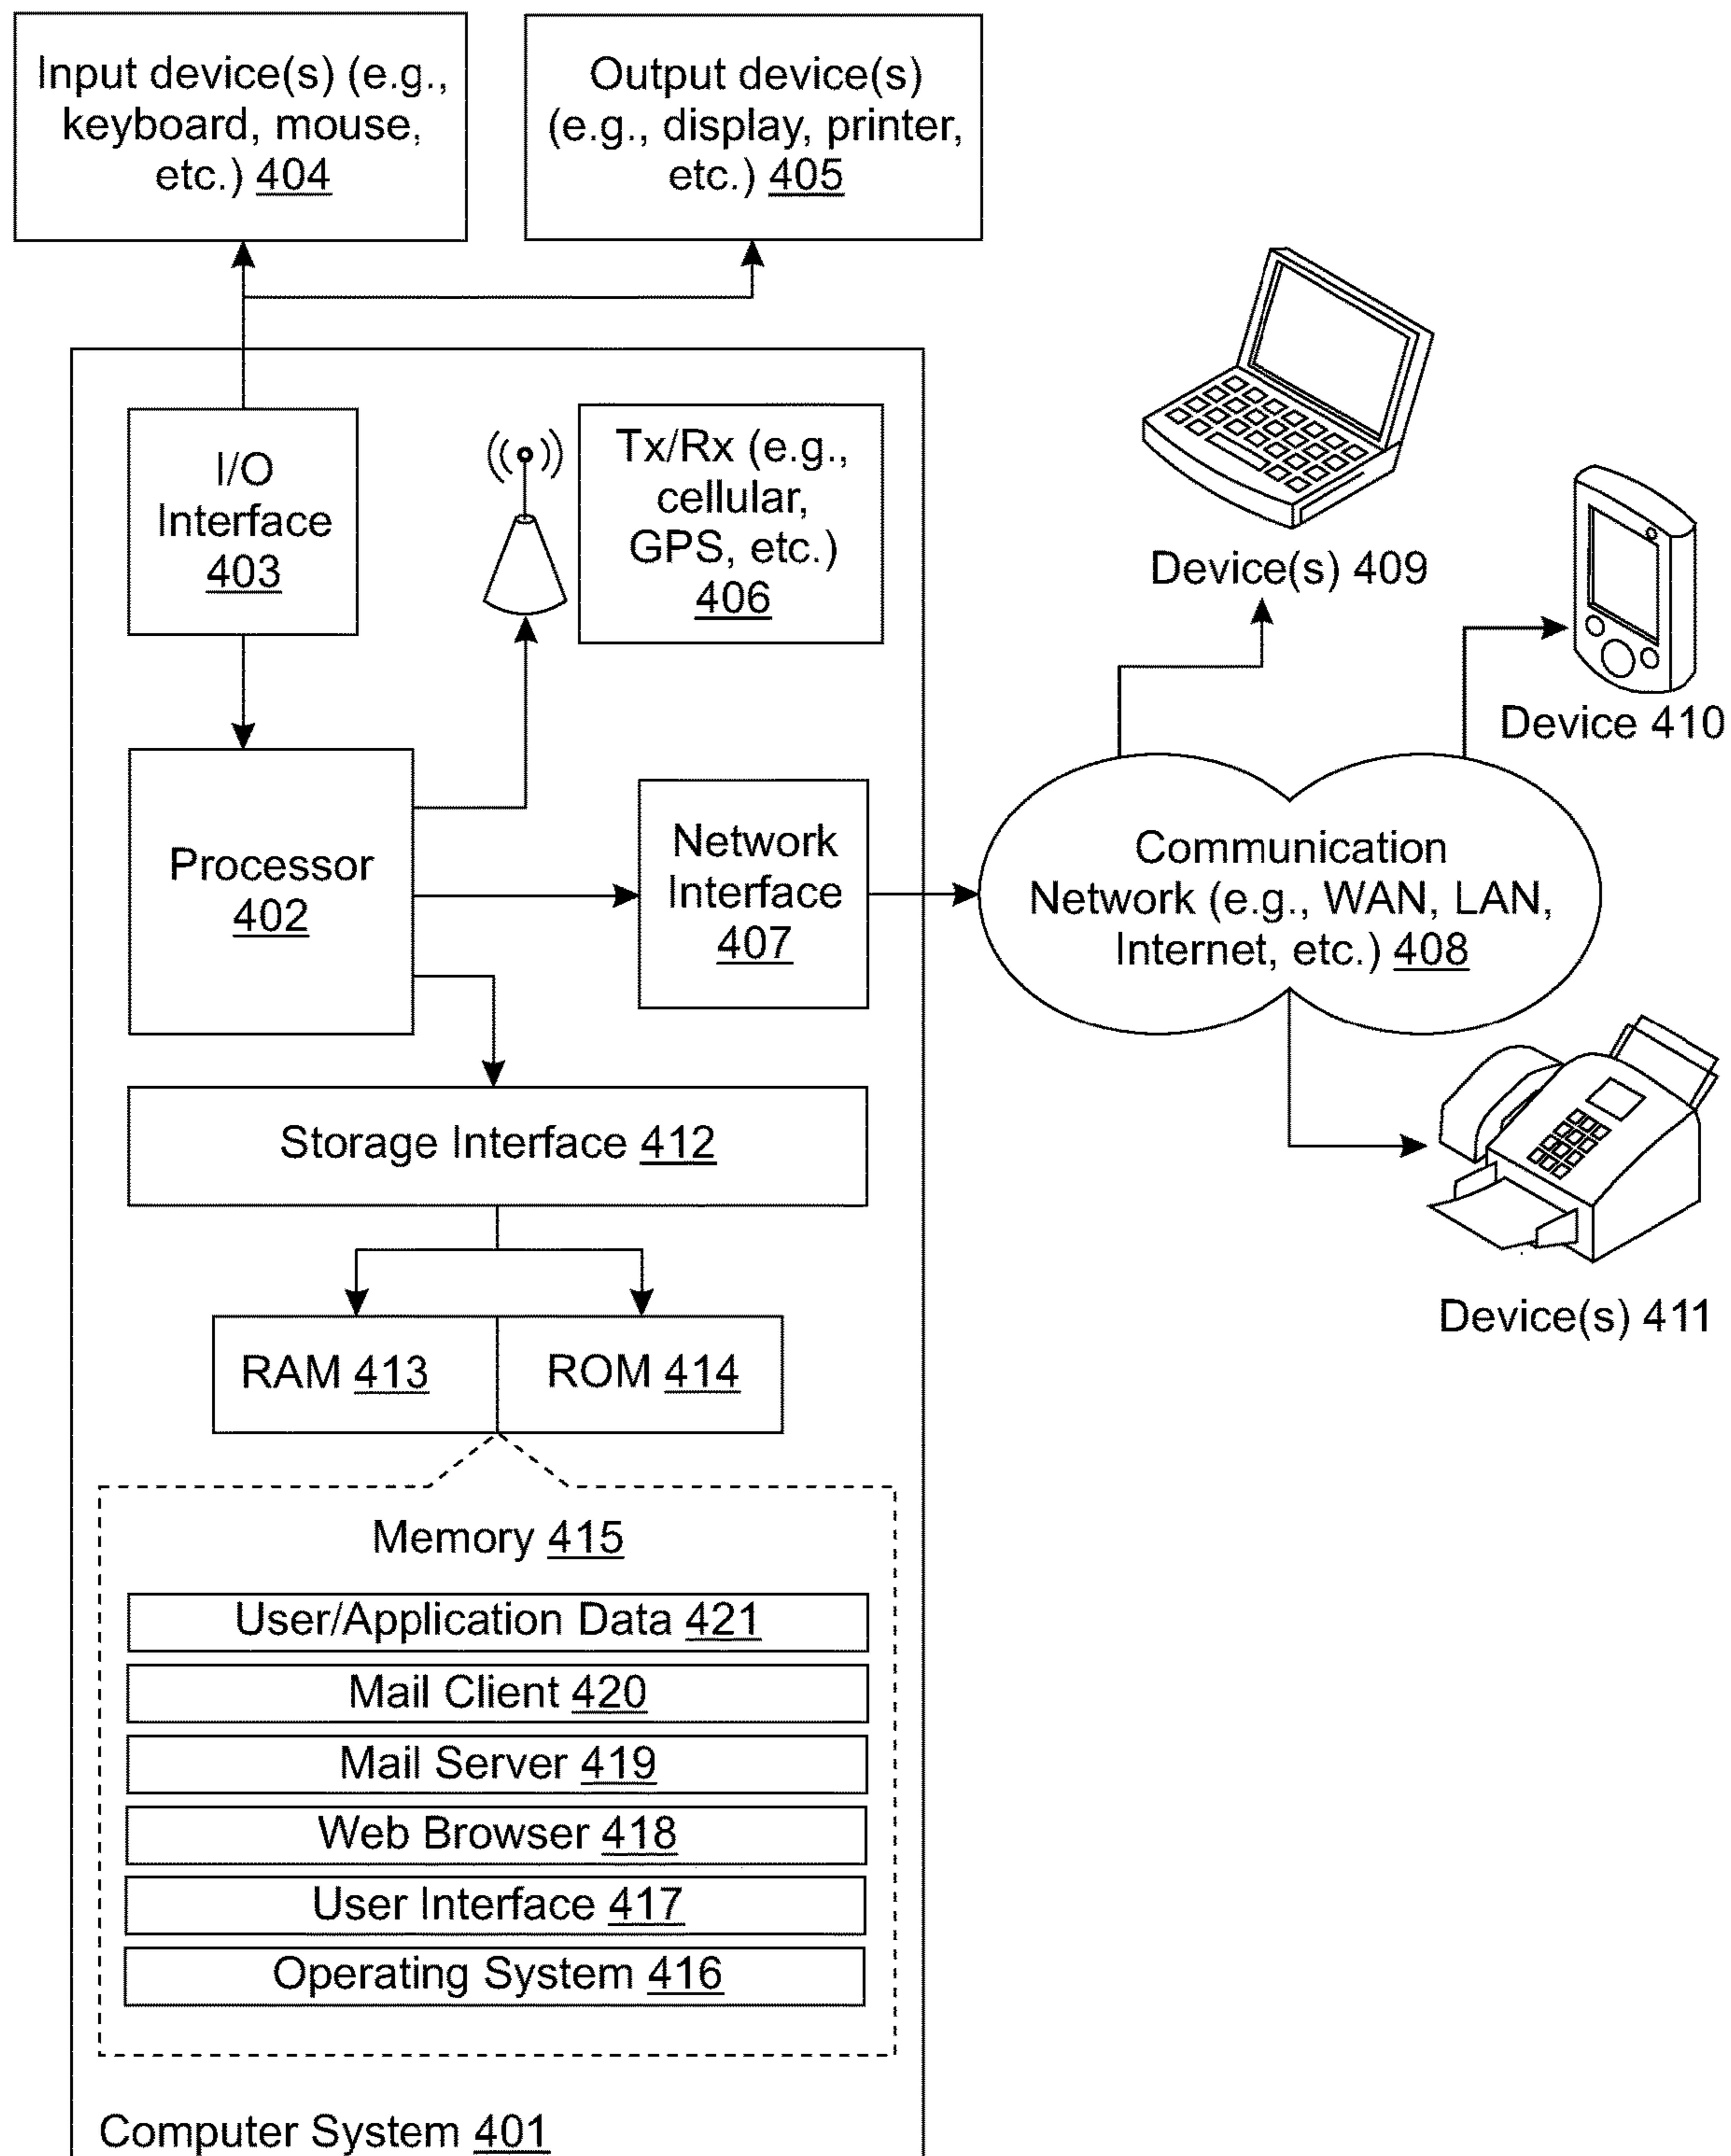 Input device(s) (e.g.,
keyboard, mouse,
etc.) 404
Output device(s)
(e.g., display, printer,
etc.) 405
I/O
Interface
403
Tx/Rx (e.g.,
cellular,
GPS, etc.)
406
Device(s) 409
Device 410
Processor
402
Network
Interface
407
Communication
Network (e.g., WAN, LAN,
Internet, etc.) 408
Storage Interface 412
Device(s) 411
RAM 413
ROM 414
Memory 415
User/Application Data 421
Mail Client 420
Mail Server 419
Web Browser 418
User Interface 417
Operating System 416
Computer System 401